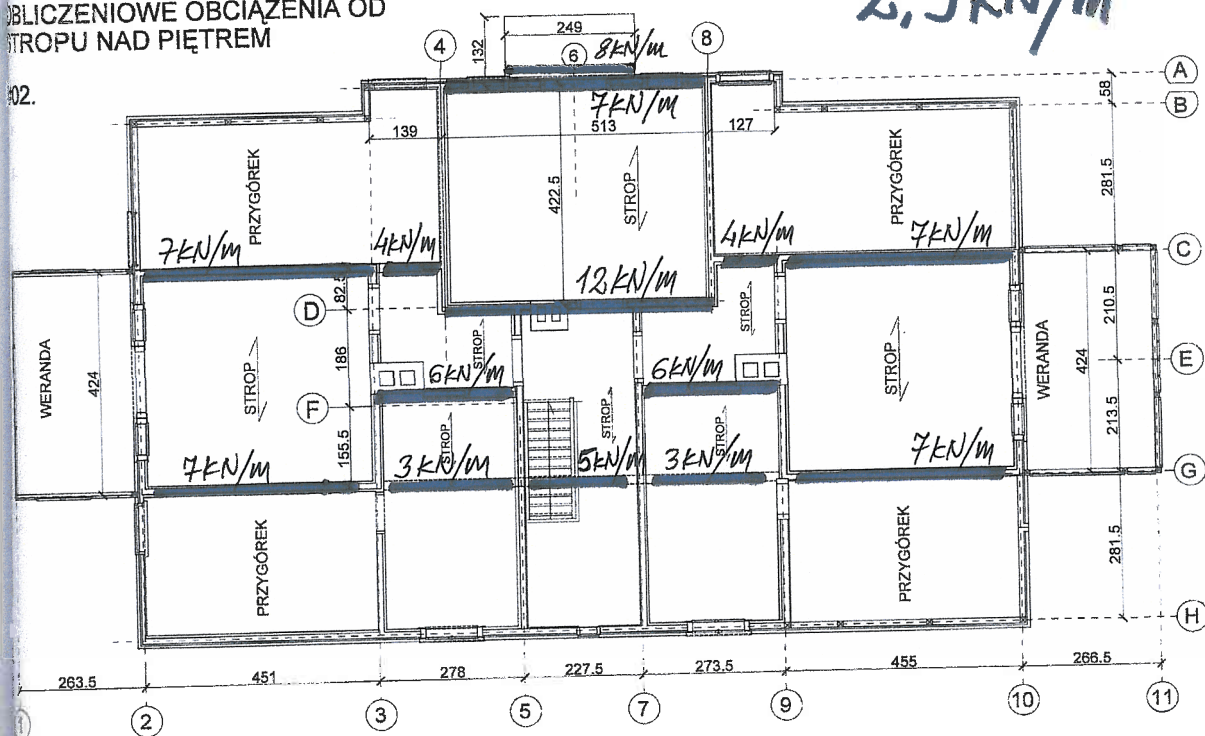 OBLICZENIOWE OBCIĄŻENIA OD
STROPU NAD PIĘTREM
02.
2,5 kN/m
4
132
249
6
8kN/m
8
A
58
B
7kN/m
139
513
127
PRZYGÓREK
422.5
STROP
PRZYGÓREK
281.5
7kN/m
4kN/m
4kN/m
7kN/m
C
82.5
12kN/m
D
STROP
210.5
WERANDA
424
STROP
186
STROP
6kN/m
6kN/m
STROP
WERANDA
424
E
F
155.5
STROP
STROP
STROP
213.5
7kN/m
3kN/m
5kN/m
3kN/m
7kN/m
G
PRZYGÓREK
PRZYGÓREK
281.5
H
263.5
451
278
227.5
273.5
455
266.5
1
2
3
5
7
9
10
11